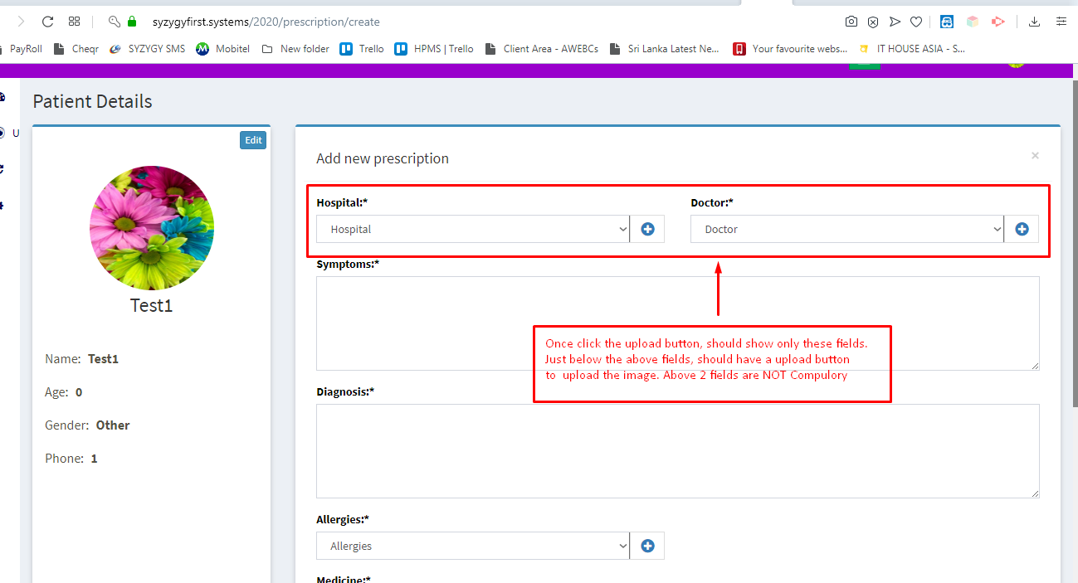 syzygyfirst.systems/2020/prescription/create
PayRoll Cheqr SYZYGY SMS Mobitel New folder Trello HPMS | Trello Client Area - AWEBCs Sri Lanka Latest Ne... Your favourite webs... IT HOUSE ASIA - S...
Patient Details
U
Edit
Test1
Name: Test1
Age: 0
Gender: Other
Phone: 1
Add new prescription
×
Hospital:* Doctor:*
Hospital Doctor
Symptoms:*
Once click the upload button, should show only these fields.
Just below the above fields, should have a upload button
to upload the image. Above 2 fields are NOT Compulory
Diagnosis:*
Allergies:*
Allergies
Medicine:*